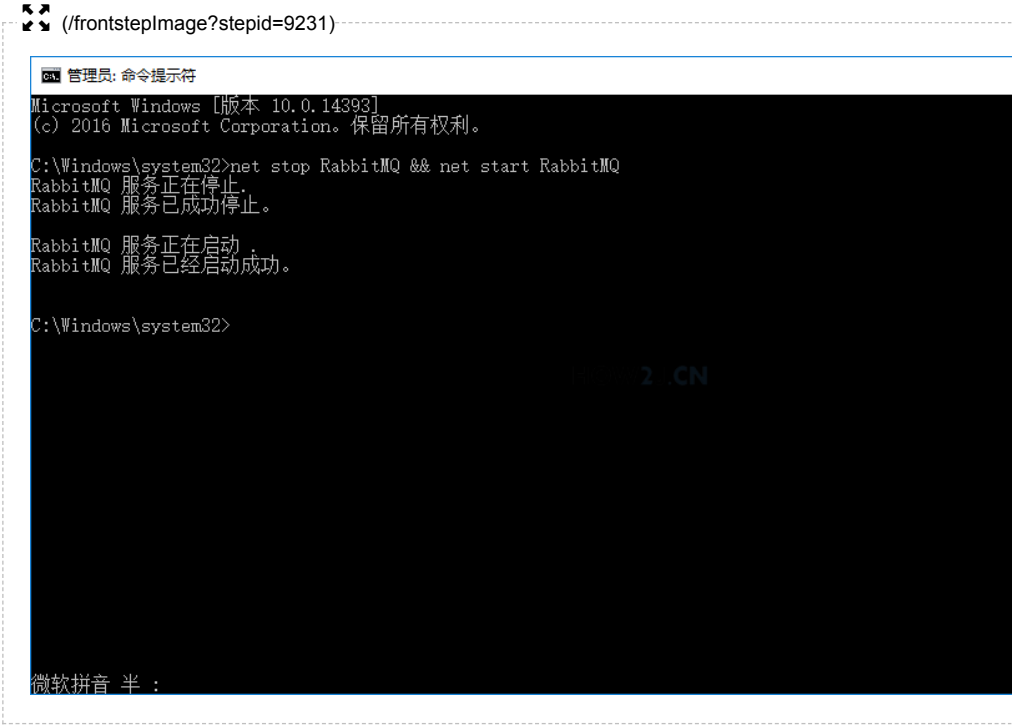 (/frontstepImage?stepid=9231)
管理员: 命令提示符
Microsoft Windows [版本 10.0.14393]
(c) 2016 Microsoft Corporation。保留所有权利。
C:\Windows\system32>net stop RabbitMQ && net start RabbitMQ
RabbitMQ 服务正在停止.
RabbitMQ 服务已成功停止。
RabbitMQ 服务正在启动 .
RabbitMQ 服务已经启动成功。
C:\Windows\system32>
2 .CN
微软拼音 半 :